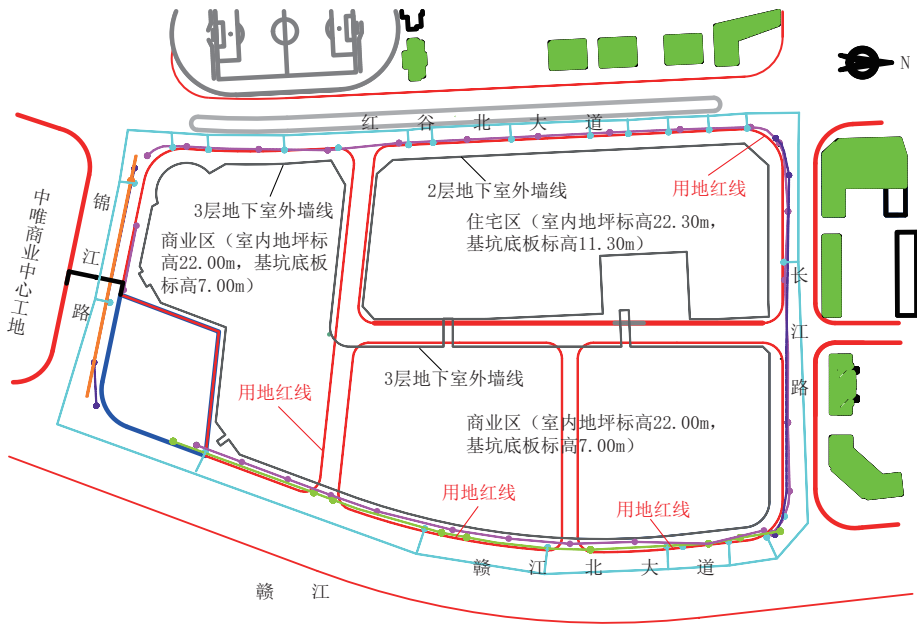 N
红谷北大道
2层地下室外墙线
用地红线
3层地下室外墙线
住宅区（室内地坪标高22.30m，
基坑底板标高11.30m）
商业区（室内地坪标
高22.00m，基坑底板
标高7.00m）
锦江路
中唯商业中心工地
长江路
3层地下室外墙线
用地红线
商业区（室内地坪标高22.00m，
基坑底板标高7.00m）
用地红线
用地红线
赣江北大道
赣江